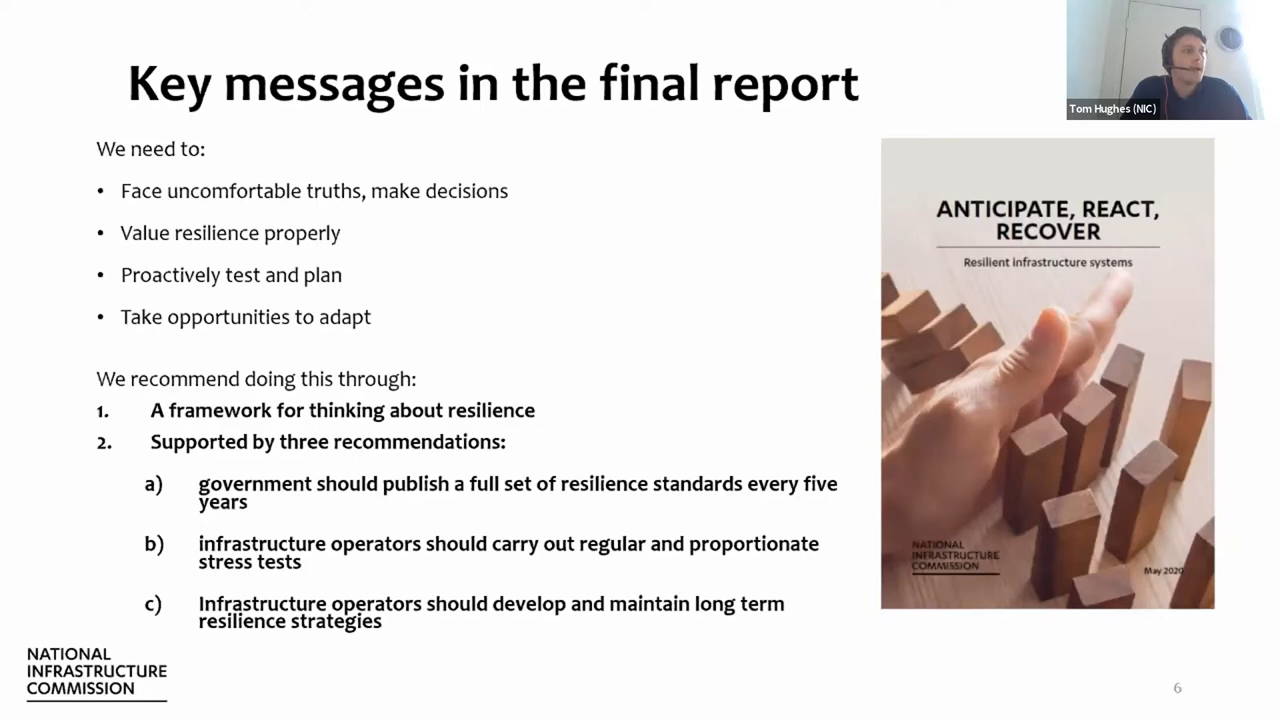 Key messages in the final report
Tom Hughes (NIC)
We need to:
• Face uncomfortable truths, make decisions
• Value resilience properly
• Proactively test and plan
• Take opportunities to adapt
We recommend doing this through:
1. A framework for thinking about resilience
2. Supported by three recommendations:
a) government should publish a full set of resilience standards every five
years
b) infrastructure operators should carry out regular and proportionate
stress tests
c) Infrastructure operators should develop and maintain long term
resilience strategies
ANTICIPATE, REACT,
RECOVER
Resilient infrastructure systems
NATIONAL
INFRASTRUCTURE
COMMISSION
May 2020
NATIONAL
INFRASTRUCTURE
COMMISSION
6